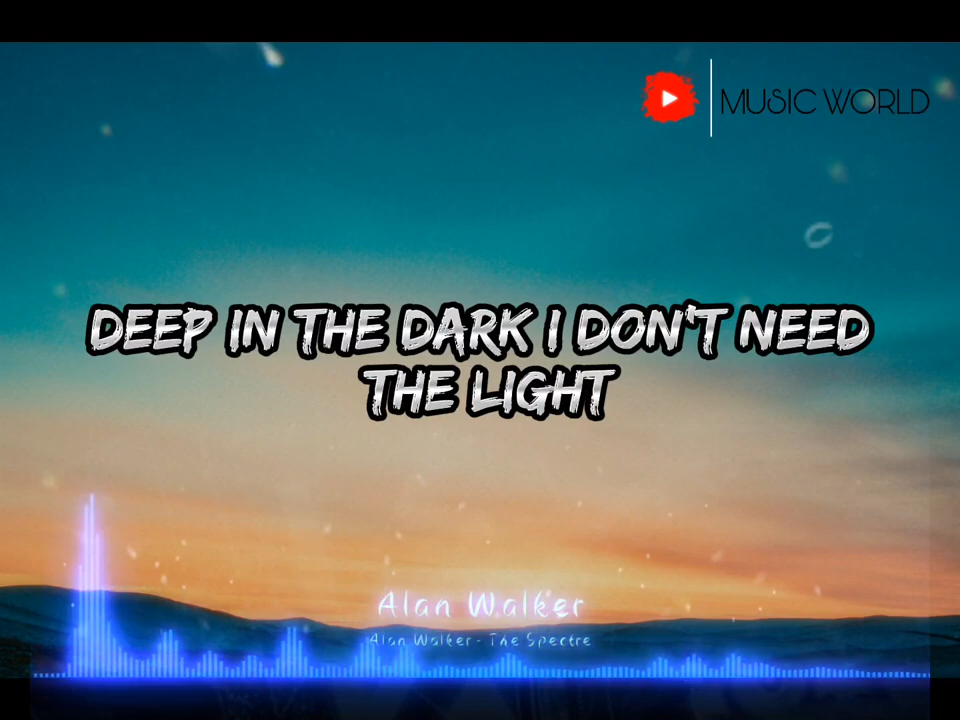 MUSIC WORLD
DEEP IN THE DARK I DON'T NEED
THE LIGHT
Alan Walker
Alan Walker - The Spectre